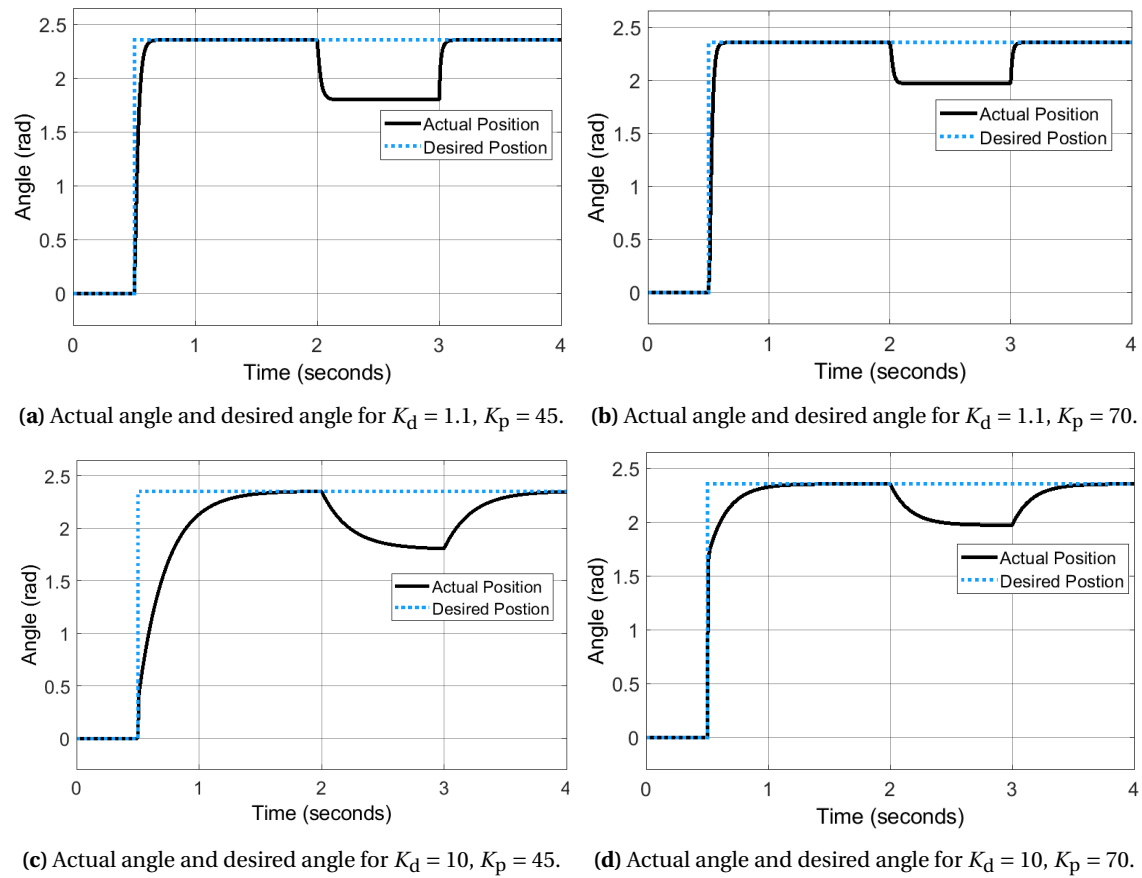 2.5
2
1.5
1
0.5
0
Angle (rad)
Actual Position
Desired Postion
0 1 2 3 4
Time (seconds)
(a) Actual angle and desired angle for Kd = 1.1, Kp = 45.
2.5
2
1.5
1
0.5
0
Angle (rad)
Actual Position
Desired Postion
0 1 2 3 4
Time (seconds)
(b) Actual angle and desired angle for Kd = 1.1, Kp = 70.
2.5
2
1.5
1
0.5
0
Angle (rad)
Actual Position
Desired Postion
0 1 2 3 4
Time (seconds)
(c) Actual angle and desired angle for Kd = 10, Kp = 45.
2.5
2
1.5
1
0.5
0
Angle (rad)
Actual Position
Desired Postion
0 1 2 3 4
Time (seconds)
(d) Actual angle and desired angle for Kd = 10, Kp = 70.